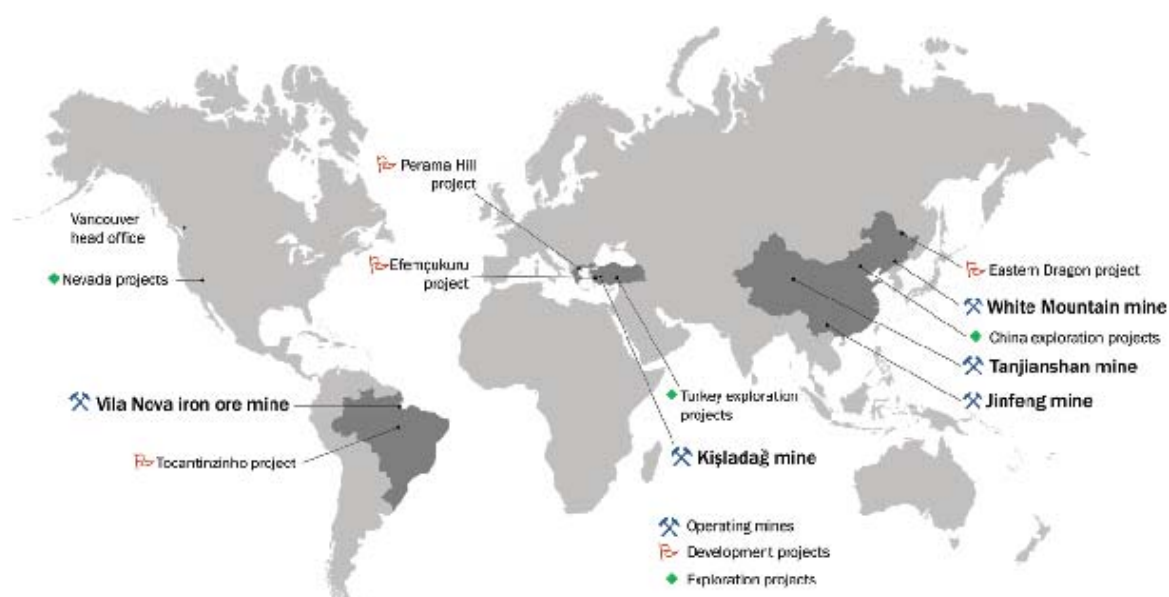 Perama Hill
project
Vancouver
head office
Nevada projects
Efemçukuru
project
Eastern Dragon project
White Mountain mine
China exploration projects
Tanjianshan mine
Jinfeng mine
Vila Nova iron ore mine
Tocantinzinho project
Turkey exploration
projects
Kişladağ mine
Operating mines
Development projects
Exploration projects